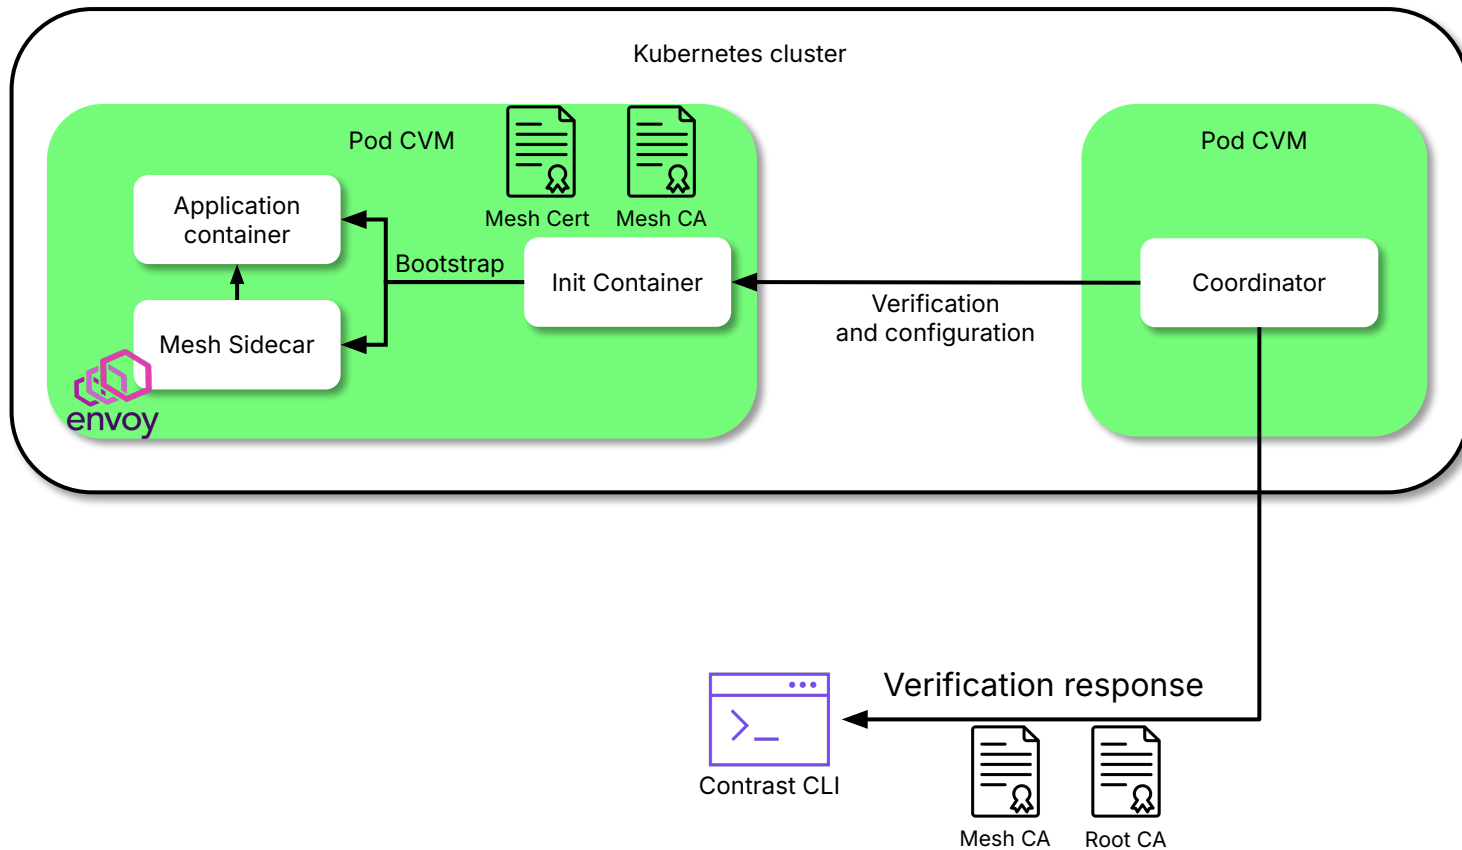 Kubernetes cluster
Pod CVM
Mesh Cert
Mesh CA
Application
container
Bootstrap
Init Container
Mesh Sidecar
envoy
Verification
and configuration
Pod CVM
Coordinator
Verification response
Contrast CLI
Mesh CA
Root CA